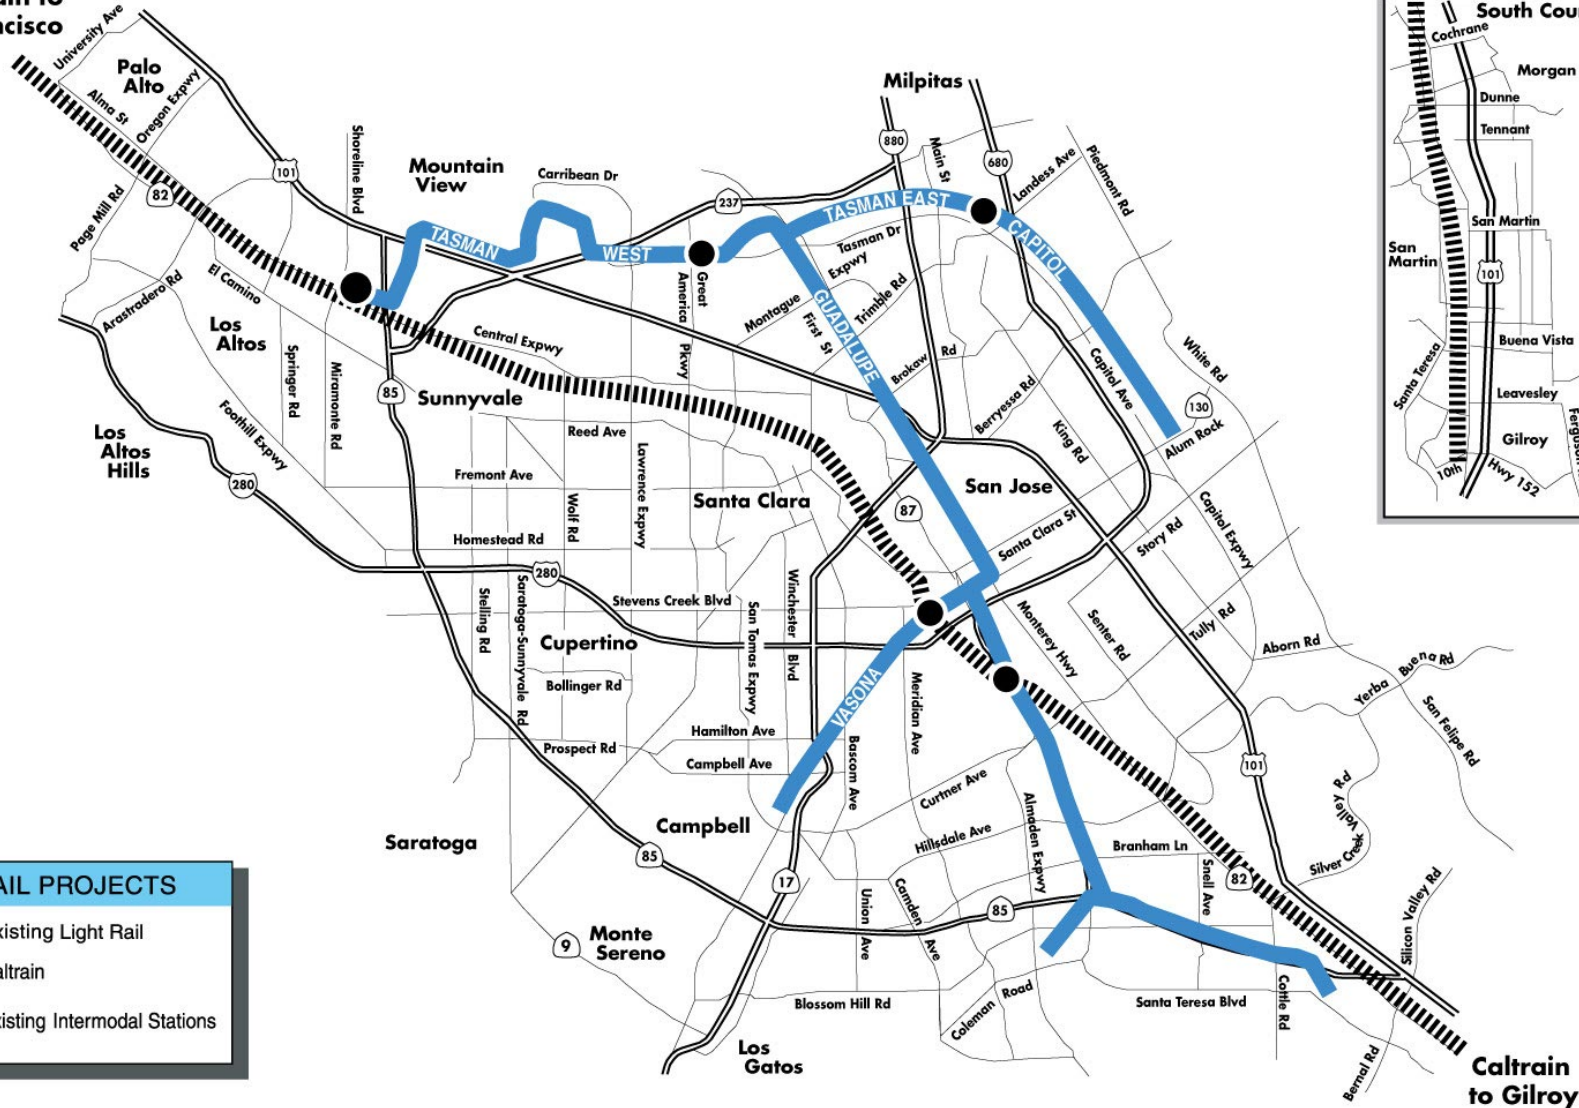 ain to
ncisco
University Ave
Palo
Alto
Alma St
Oregon Expwy
Page Mill Rd
82
101
Shoreline Blvd
Mountain
View
Carribean Dr
237
Milpitas
880
Main St
680
Landess Ave
Piedmont Rd
TASMAN
WEST
TASMAN EAST
CAPITOL
GUADALUPE
Tasman Dr
Great
America
Pkwy
Montague
Expwy
First St
Trimble Rd
Brokaw
Rd
Arastradero Rd
El Camino
Los
Altos
Springer Rd
Miramonte Rd
Foothill Expwy
Los
Altos
Hills
280
85
Central Expwy
Sunnyvale
Reed Ave
Fremont Ave
Wolf Rd
Lawrence Expwy
Homestead Rd
Santa Clara
87
San Jose
Berryessa Rd
King Rd
Capitol Ave
White Rd
130
Alum Rock
Santa Clara St
Story Rd
Capitol Expwy
280
Stelling Rd
Saratoga-Sunnyvale Rd
Stevens Creek Blvd
Cupertino
San Tomas Expwy
Winchester Blvd
Bollinger Rd
Prospect Rd
Hamilton Ave
Campbell Ave
VASONA
Meridian Ave
Bascom Ave
Monterey Hwy
Senter Rd
Tully Rd
Aborn Rd
Yerba Buena Rd
San Felipe Rd
101
Silver Creek Valley Rd
Curtner Ave
Hillsdale Ave
Almaden Expwy
Branham Ln
Snell Ave
82
Silicon Valley Rd
Campbell
Saratoga
85
17
Union Ave
Camden Ave
85
9
Monte
Sereno
Blossom Hill Rd
Coleman Road
Santa Teresa Blvd
Cottle Rd
Bernal Rd
Los
Gatos
Caltrain
to Gilroy
AIL PROJECTS
xisting Light Rail
altrain
xisting Intermodal Stations
South Cou
Cochrane
Morgan
Dunne
Tennant
San Martin
San
Martin
101
Buena Vista
Santa Teresa
Leavesley
Gilroy
Ferguson
10th
Hwy 152